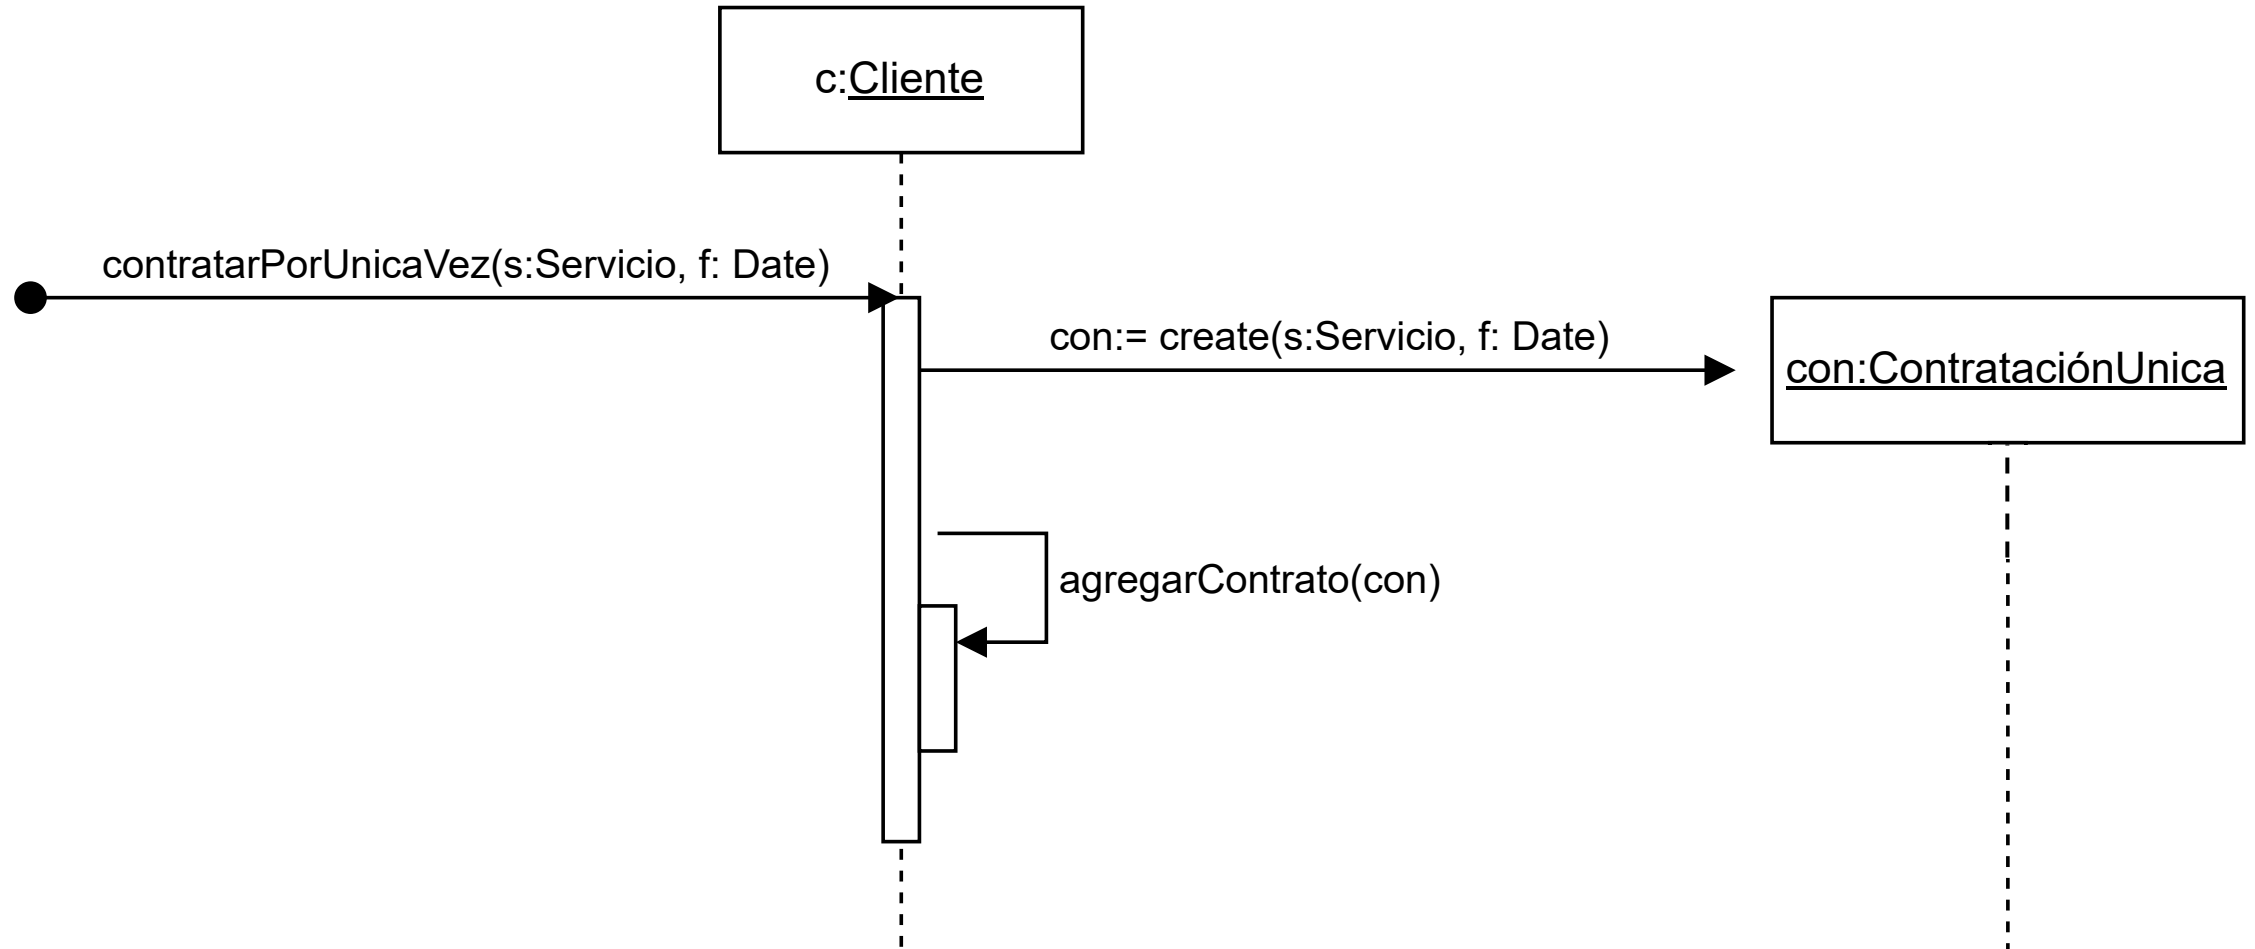 c:Cliente
contratarPorUnicaVez(s:Servicio, f: Date)
con:= create(s:Servicio, f: Date)
con:ContrataciónUnica
agregarContrato(con)